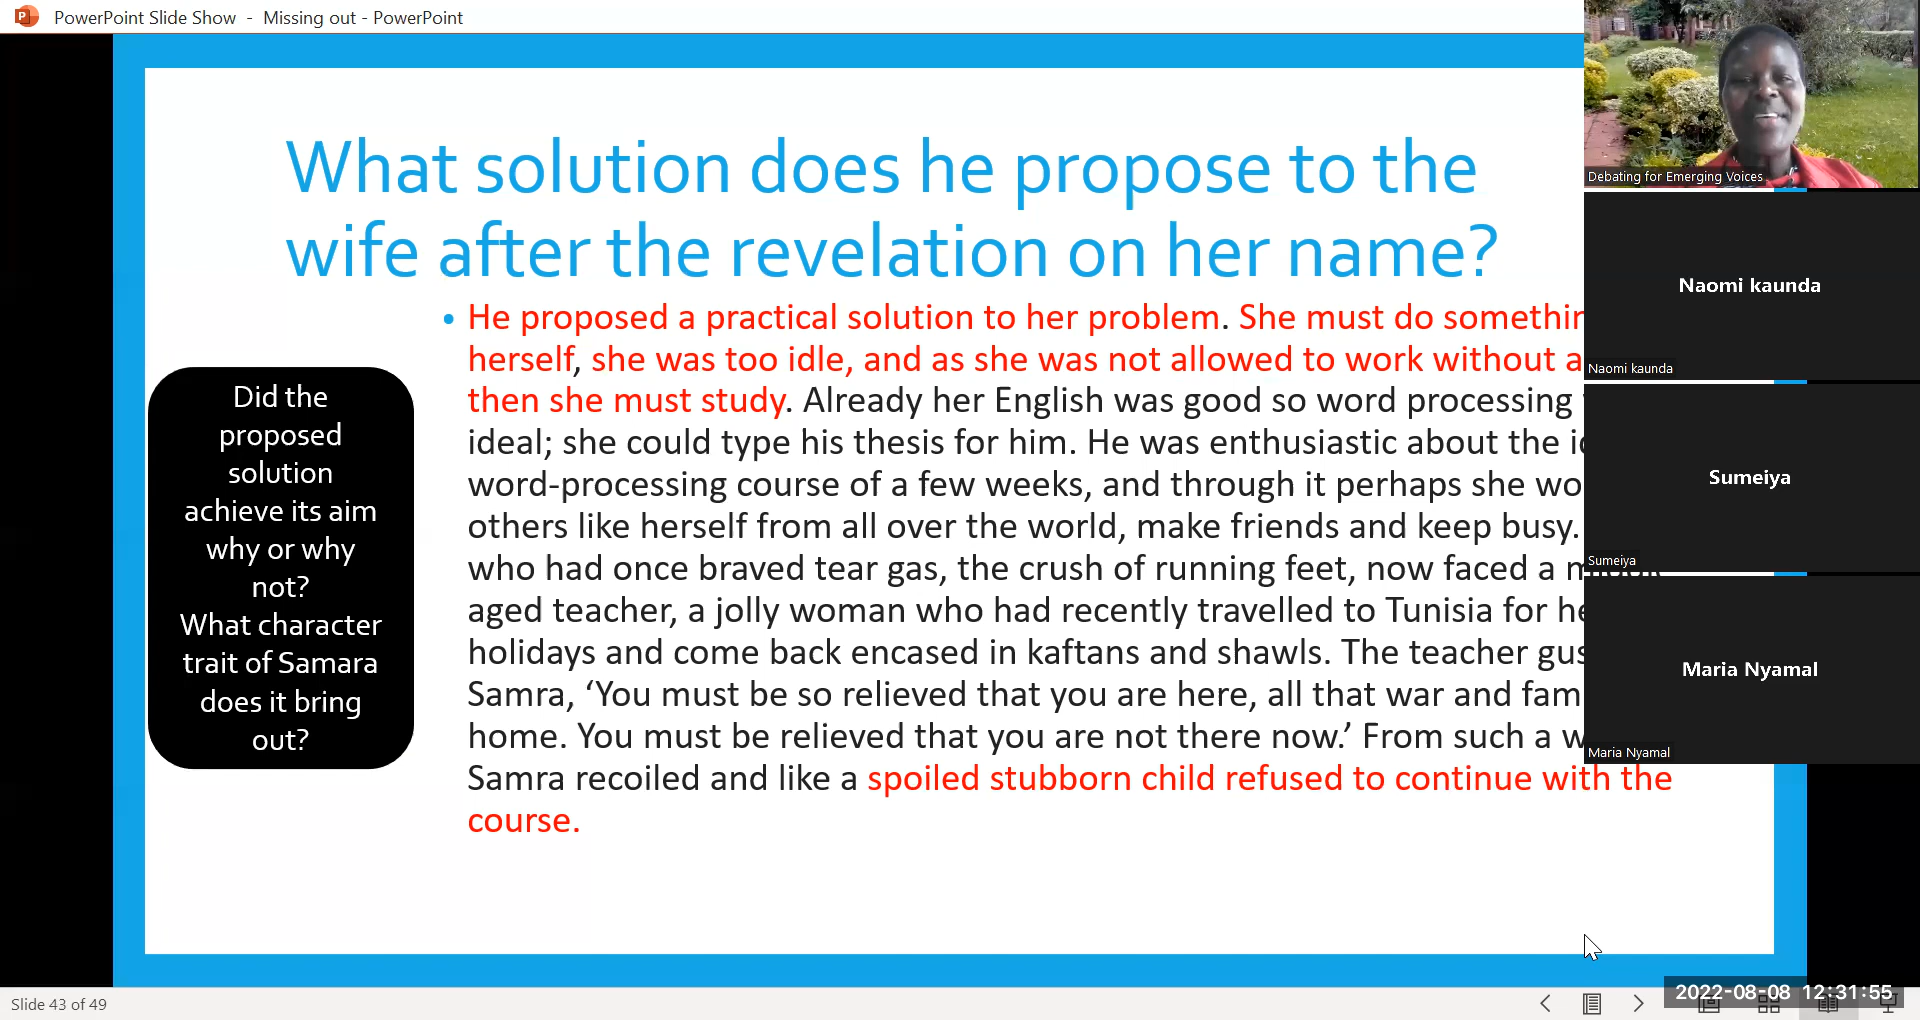 PowerPoint Slide Show - Missing out - PowerPoint
What solution does he propose to the
wife after the revelation on her name?
• He proposed a practical solution to her problem. She must do
herself, she was too idle, and as she was not allowed to work without a
then she must study. Already her English was good so word processing
ideal; she could type his thesis for him. He was enthusiastic about the
word-processing course of a few weeks, and through it perhaps she
others like herself from all over the world, make friends and keep busy.
who had once braved tear gas, the crush of running feet, now faced a
aged teacher, a jolly woman who had recently travelled to Tunisia for
holidays and come back encased in kaftans and shawls. The teacher
Samra, ‘You must be so relieved that you are here, all that war and
home. You must be relieved that you are not there now.’ From such a
Samra recoiled and like a spoiled stubborn child refused to continue with the
course.
Did the
proposed
solution
achieve its aim
why or why
not?
What character
trait of Samara
does it bring
out?
Debating for Emerging Voices
Naomi kaunda
Naomi kaunda
Sumeiya
Sumeiya
Maria Nyamal
Maria Nyamal
Slide 43 of 49
2022-08-08 12:31:55